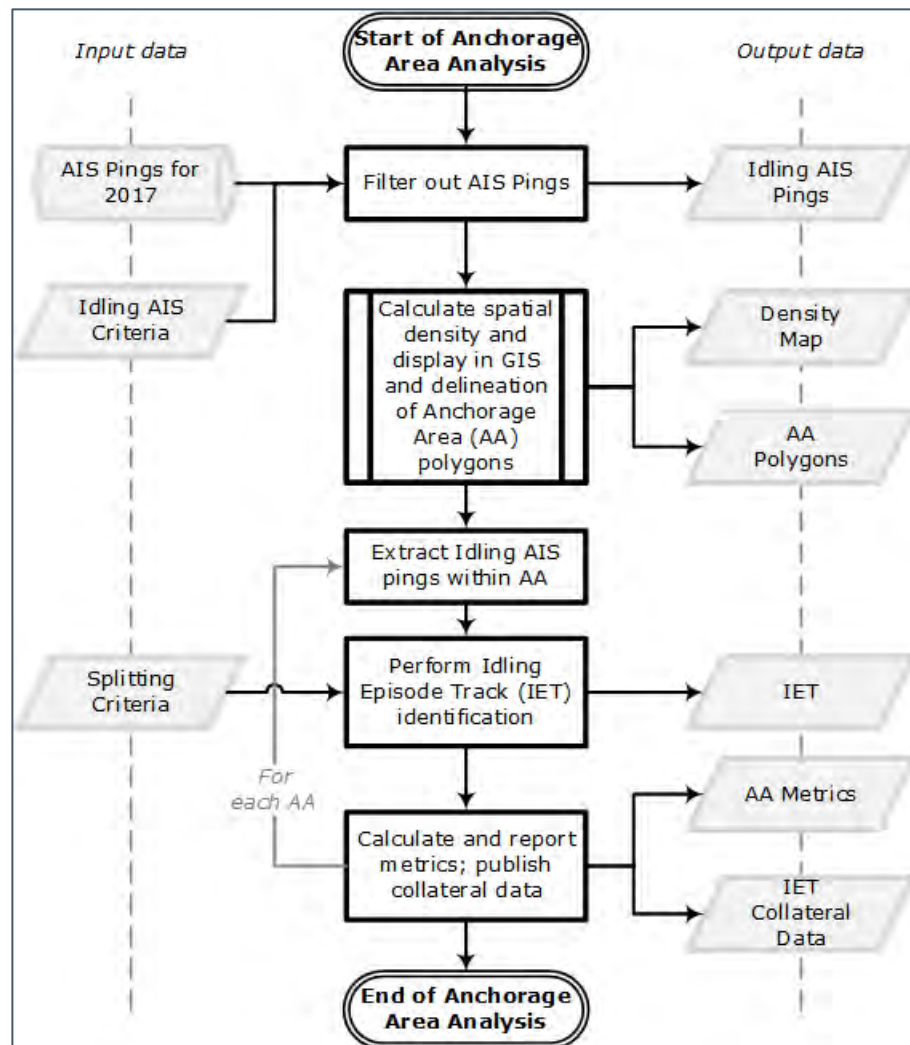 Input data
Start of Anchorage
Area Analysis
Output data
AIS Pings for
2017
Filter out AIS Pings
Idling AIS
Pings
Idling AIS
Criteria
Calculate spatial
density and
display in GIS
and delineation
of Anchorage
Area (AA)
polygons
Density
Map
AA
Polygons
Extract Idling AIS
pings within AA
Splitting
Criteria
Perform Idling
Episode Track (IET)
identification
IET
For
each AA
Calculate and report
metrics; publish
collateral data
AA Metrics
IET
Collateral
Data
End of Anchorage
Area Analysis